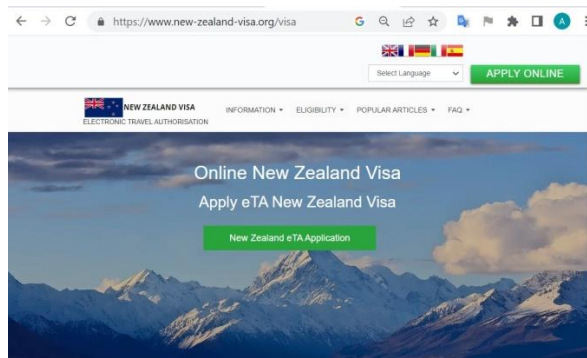 https://www.new-zealand-visa.org/visa
Select Language
APPLY ONLINE
NEW ZEALAND VISA
ELECTRONIC TRAVEL AUTHORISATION
INFORMATION
ELIGIBILITY
POPULAR ARTICLES
FAQ
Online New Zealand Visa
Apply eTA New Zealand Visa
New Zealand eTA Application